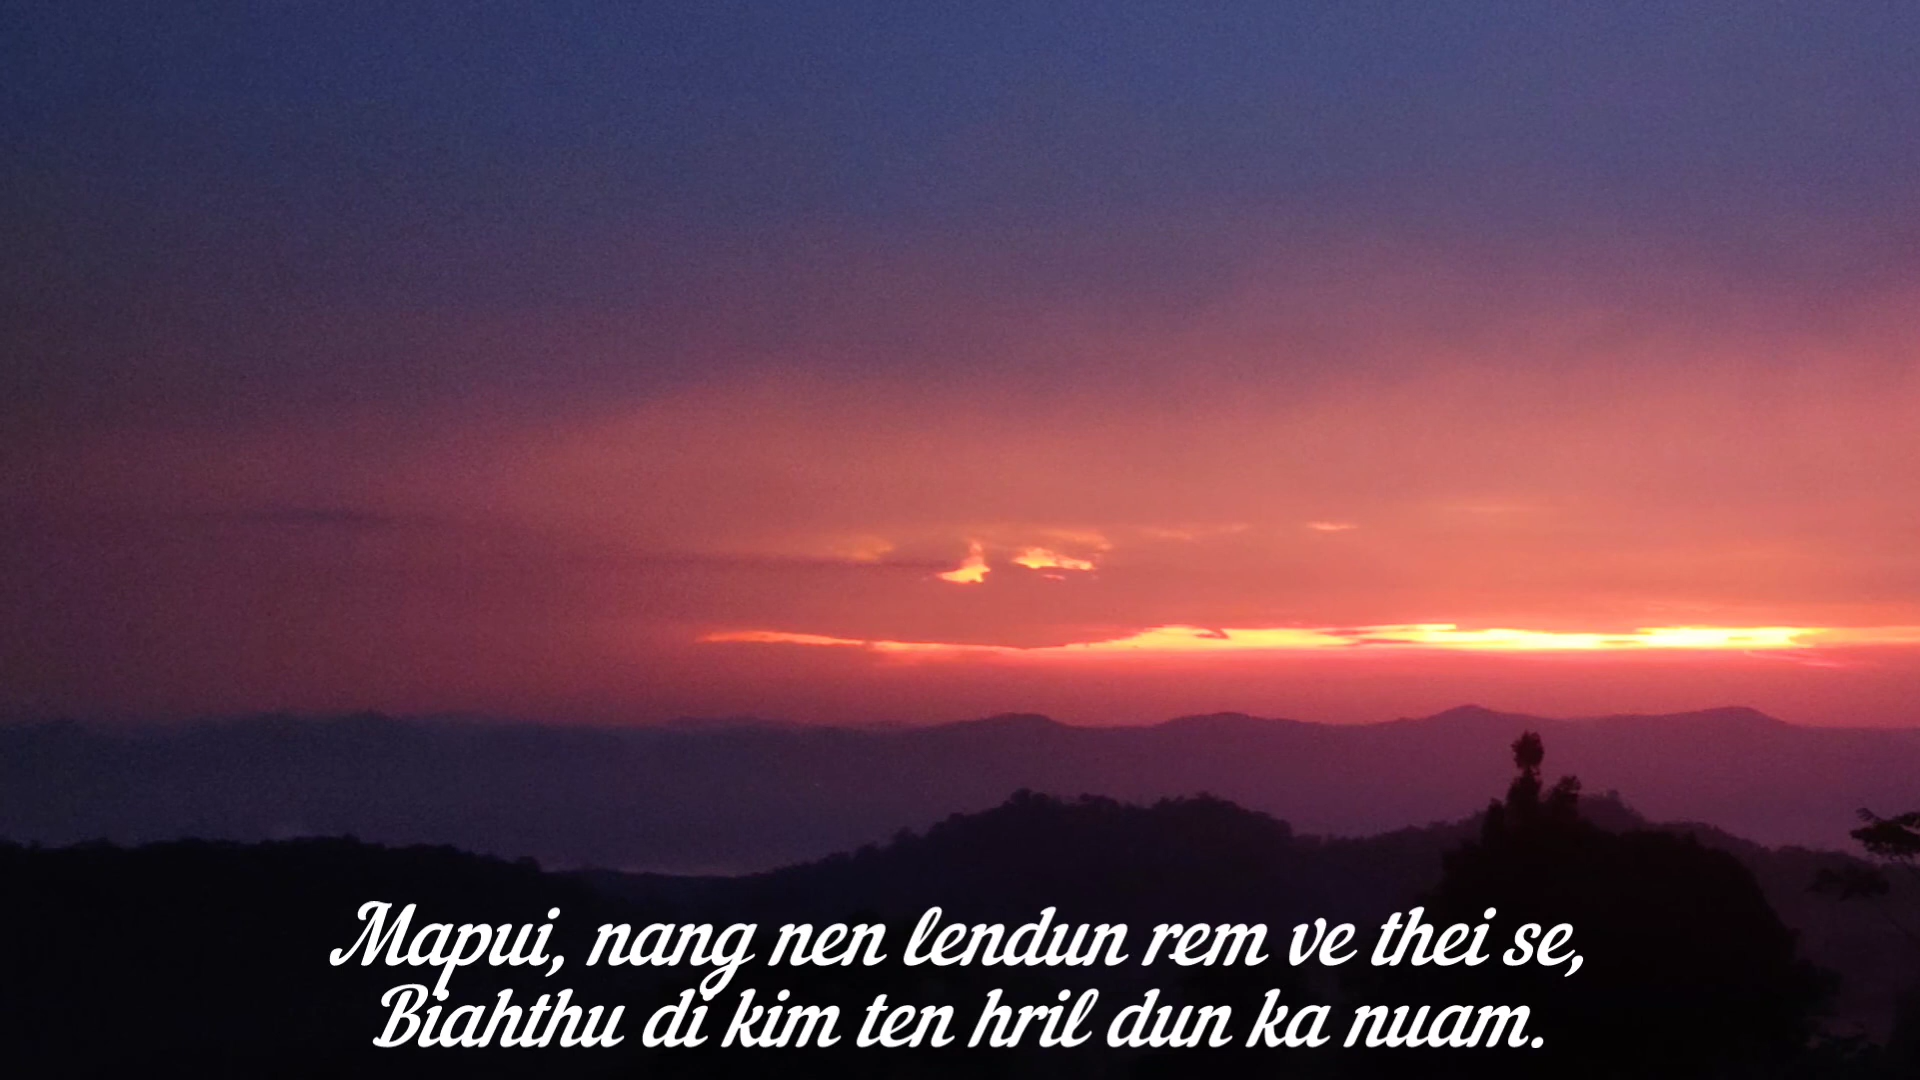 Mapui, nang nen lendun rem ve thei se,
Biahthu di kim ten hril dun ka nuam.